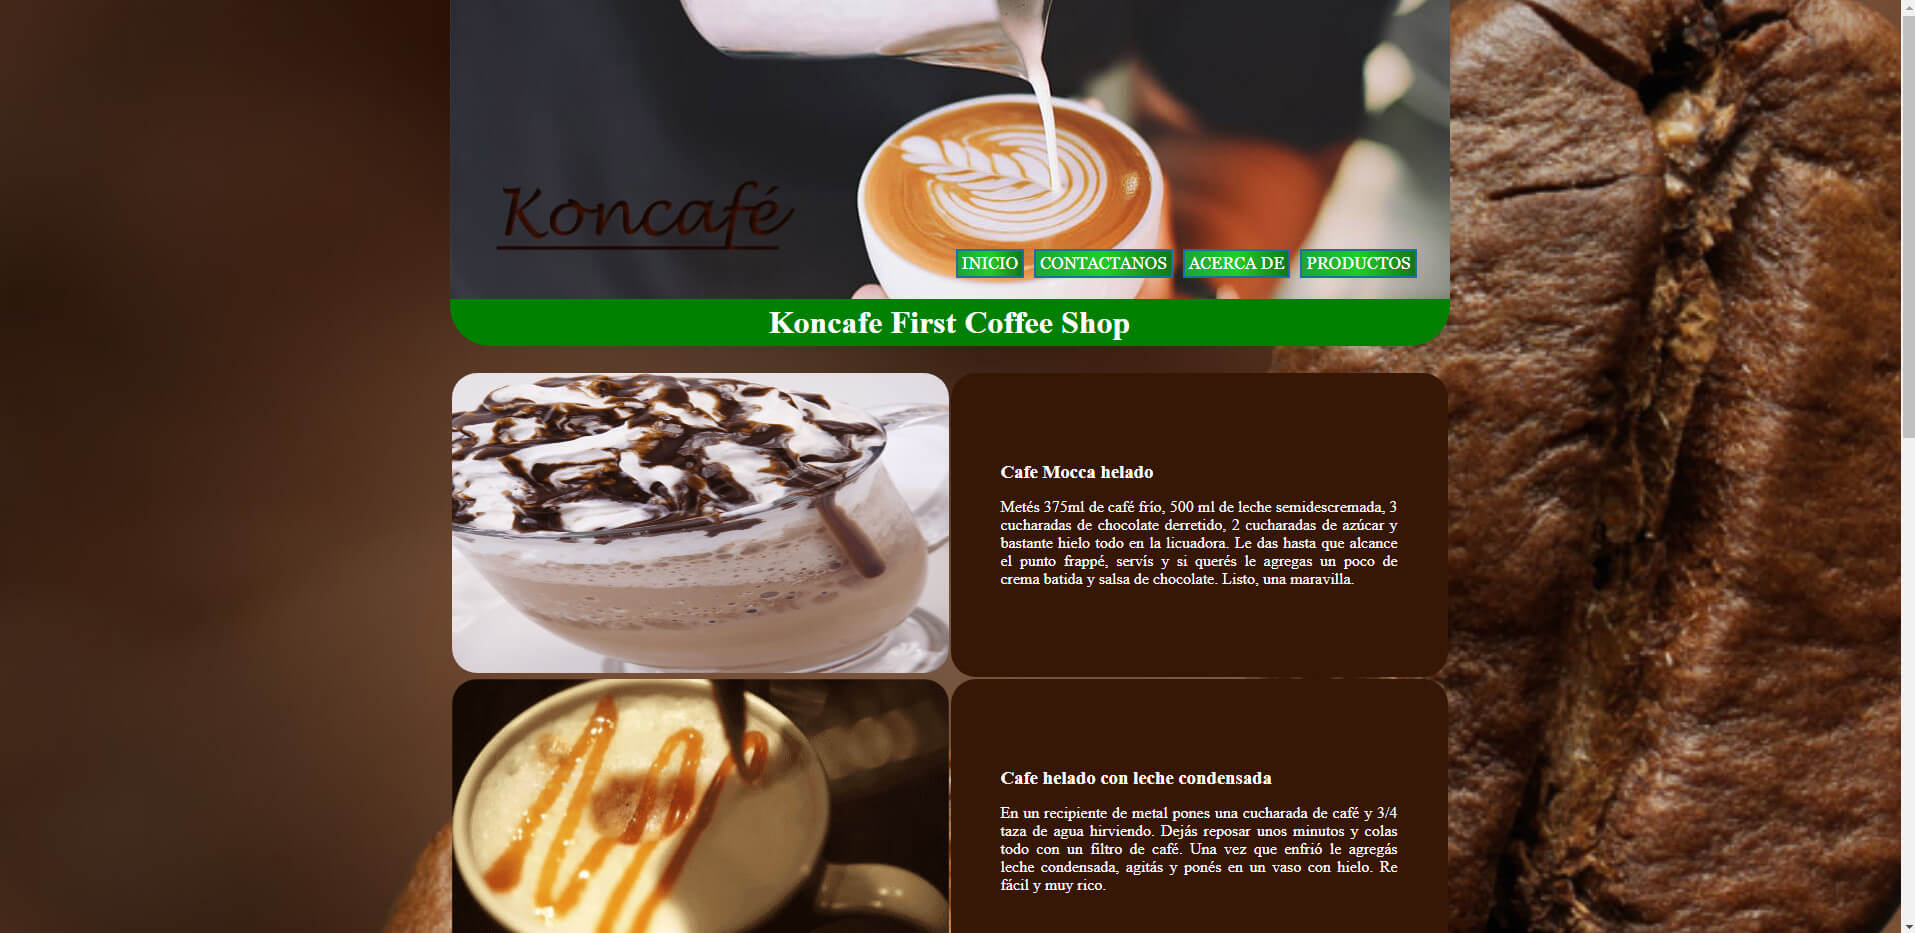 Koncafé
INICIO CONTACTANOS ACERCA DE PRODUCTOS
Koncafe First Coffee Shop
Cafe Mocca helado
Metés 375ml de café frío, 500 ml de leche semidescremada, 3
cucharadas de chocolate derretido, 2 cucharadas de azúcar y
bastante hielo todo en la licuadora. Le das hasta que alcance
el punto frappé, servís y si querés le agregas un poco de
crema batida y salsa de chocolate. Listo, una maravilla.
Cafe helado con leche condensada
En un recipiente de metal pones una cucharada de café y 3/4
taza de agua hirviendo. Dejás reposar unos minutos y colas
todo con un filtro de café. Una vez que enfrió le agregás
leche condensada, agitás y ponés en un vaso con hielo. Re
fácil y muy rico.